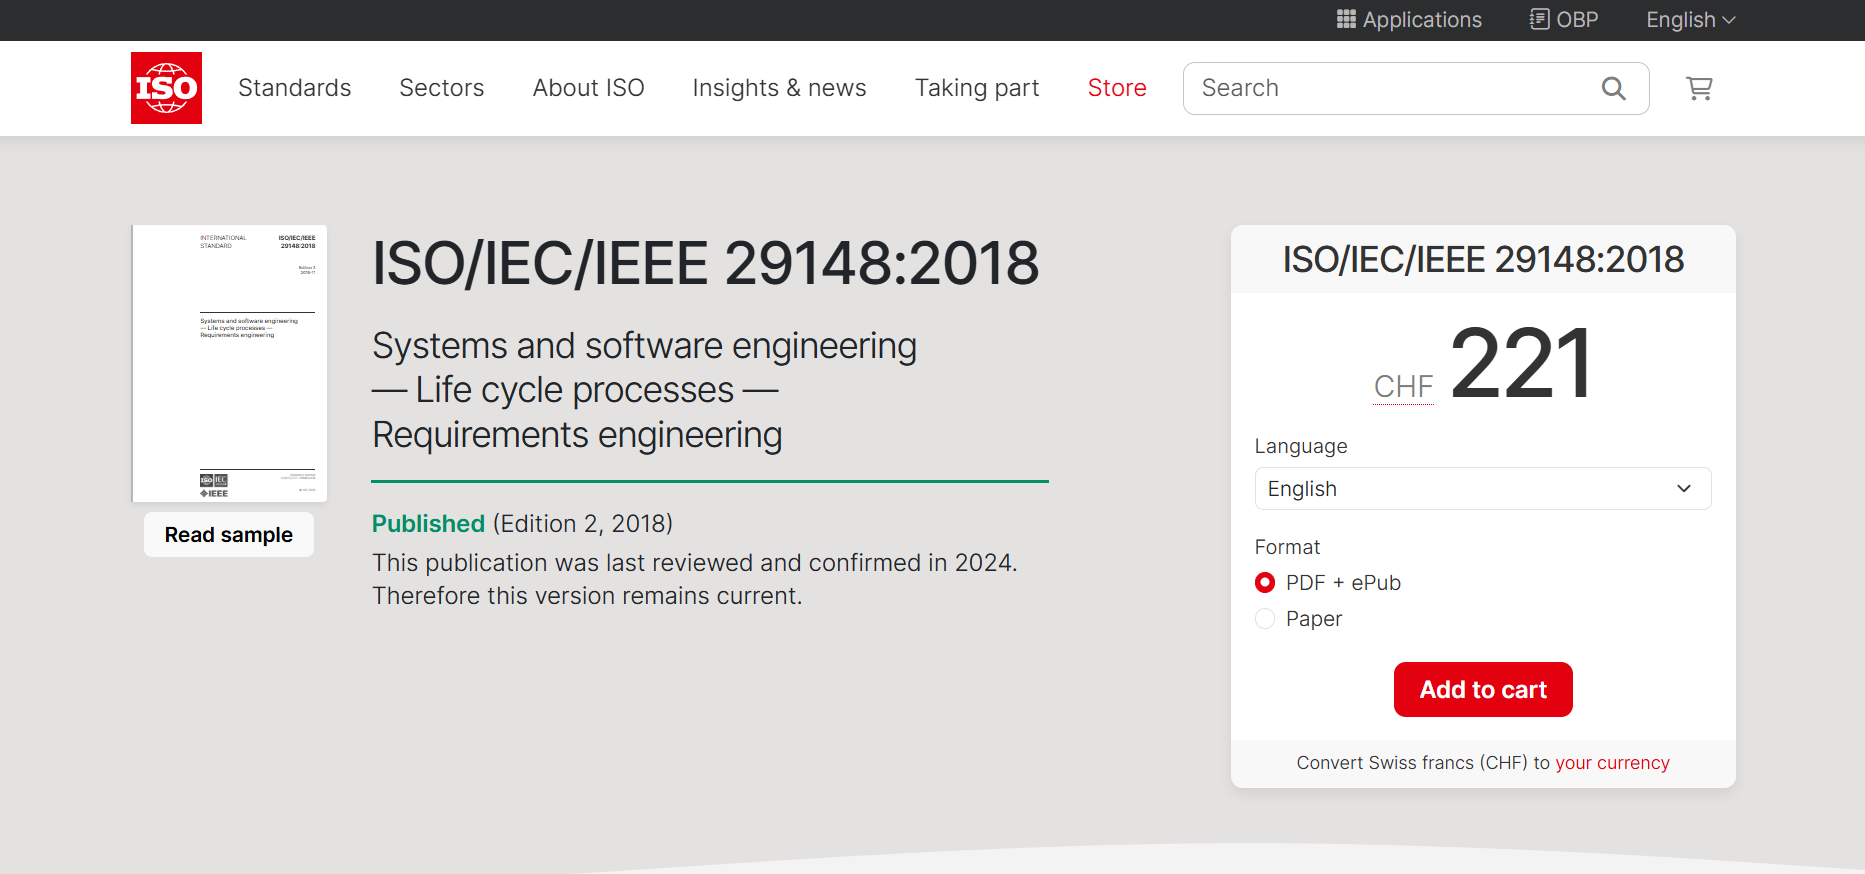 Applications
OBP
English
ISO
Standards
Sectors
About ISO
Insights & news
Taking part
Store
Search
INTERNATIONAL
STANDARD
ISO/IEC/IEEE
29148:2018
Edition 2
2018-11
Systems and software engineering
— Life cycle processes —
Requirements engineering
ISO IEC
IEEE
Read sample
ISO/IEC/IEEE 29148:2018
Systems and software engineering
— Life cycle processes —
Requirements engineering
Published (Edition 2, 2018)
This publication was last reviewed and confirmed in 2024.
Therefore this version remains current.
ISO/IEC/IEEE 29148:2018
CHF 221
Language
English
Format
PDF + ePub
Paper
Add to cart
Convert Swiss francs (CHF) to your currency